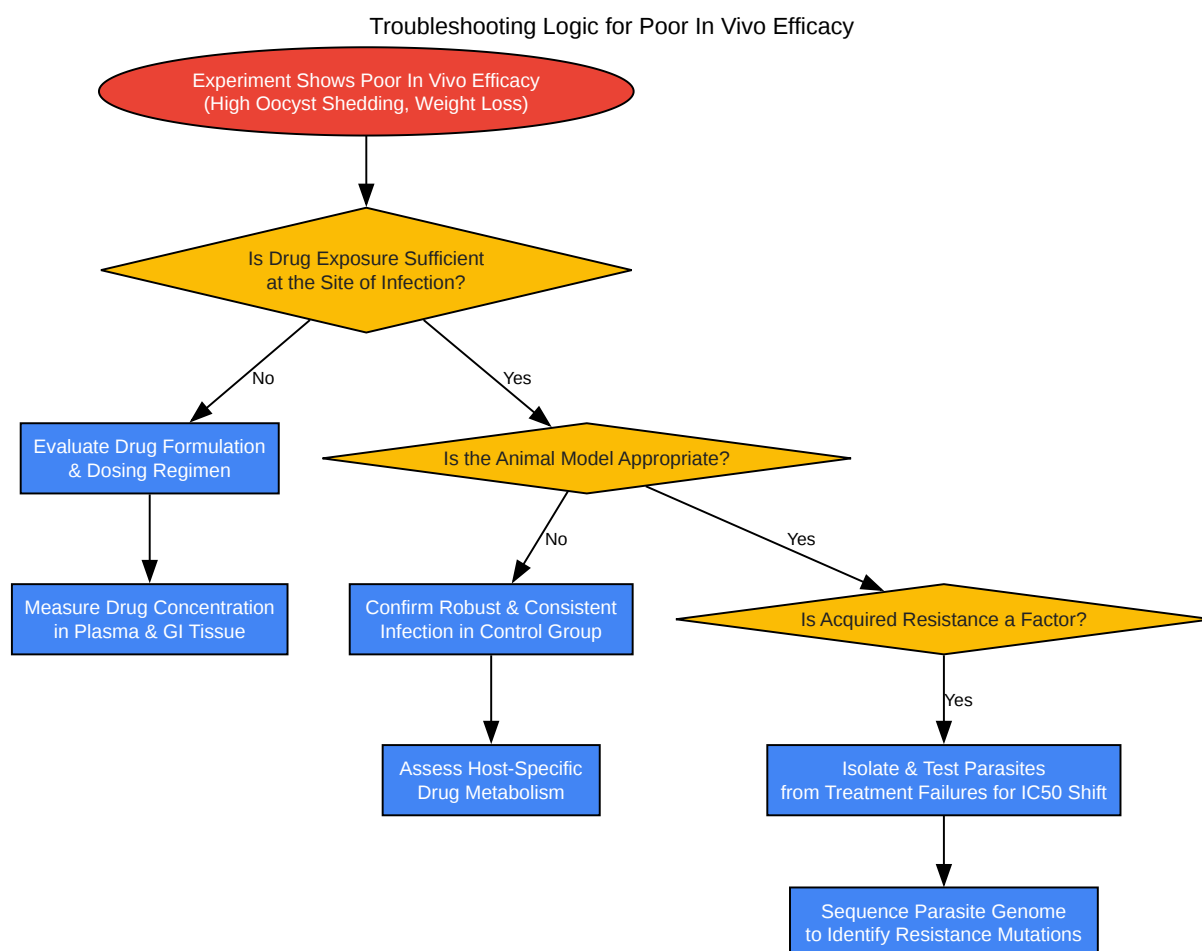 Troubleshooting Logic for Poor In Vivo Efficacy
Experiment Shows Poor In Vivo Efficacy
(High Oocyst Shedding, Weight Loss)
Is Drug Exposure Sufficient
at the Site of Infection?
No
Yes
Evaluate Drug Formulation
& Dosing Regimen
Is the Animal Model Appropriate?
No
Yes
Measure Drug Concentration
in Plasma & GI Tissue
Confirm Robust & Consistent
Infection in Control Group
Is Acquired Resistance a Factor?
Yes
Assess Host-Specific
Drug Metabolism
Isolate & Test Parasites
from Treatment Failures for IC50 Shift
Sequence Parasite Genome
to Identify Resistance Mutations